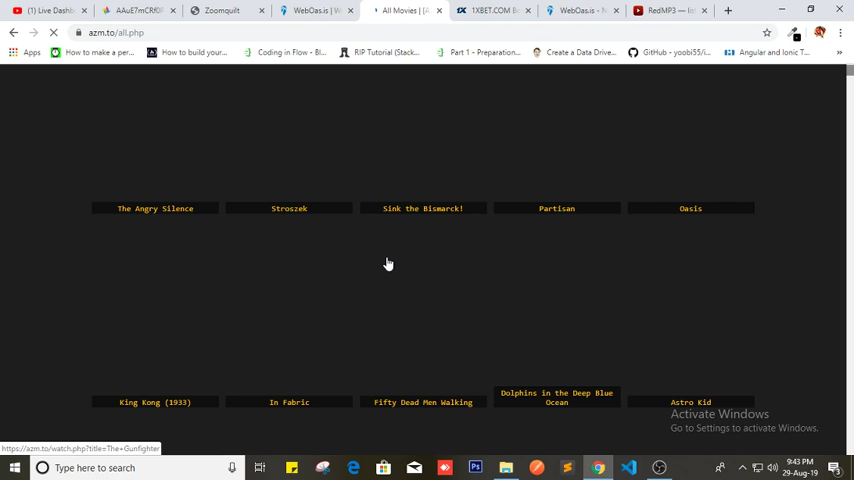 (1) Live Dashb
AAuE7mCRf0R
Zoomquilt
WebOas.is | W
All Movies | [A
1XBET.COM B
WebOas.is - N
RedMP3 — list
azm.to/all.php
Apps
How to make a per...
How to build your...
Coding in Flow - Bl...
RIP Tutorial (Stack...
Part 1 - Preparation...
Create a Data Drive...
GitHub - yoobi55/i...
Angular and Ionic T...
The Angry Silence
Stroszek
Sink the Bismarck!
Partisan
Oasis
King Kong (1933)
In Fabric
Fifty Dead Men Walking
Dolphins in the Deep Blue
Ocean
Astro Kid
Activate Windows
Go to Settings to activate Windows.
https://azm.to/watch.php?title=The+Gunfighter
Type here to search
9:43 PM
29-Aug-19
3